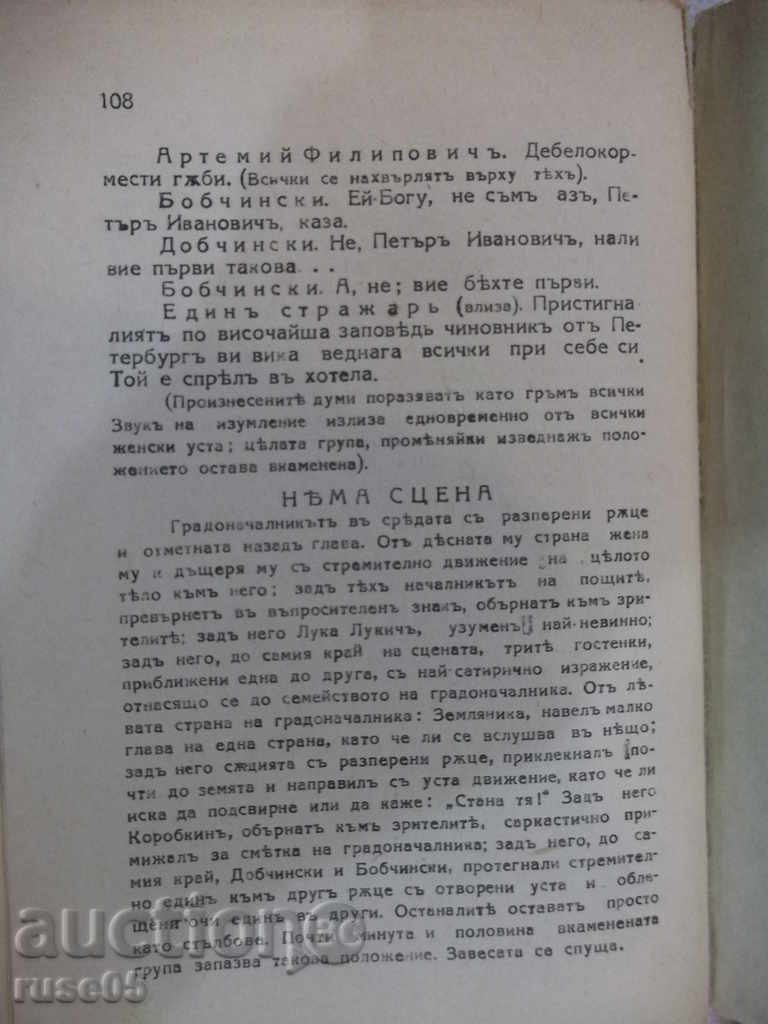 108
Артемий Филиповичъ. Дебелокор-
мести гѫби. (Всички се нахвърлятъ върху тѣхъ).
Бобчински. Ей-Богу, не съмъ азъ, Пе-
търъ Ивановичъ, каза.
Добчински. Не, Петъръ Ивановичъ, нали
вие първи такова . .
Бобчински. А, не; вие бѣхте първи.
Единъ стражарь (влиза). Пристигна
лиятъ по височайша заповѣдь чиновникъ отъ Пе-
тербургъ ви вика веднага всички при себе си
Той е спрѣлъ въ хотела.
(Произнесенитѣ думи поразяватъ като гръмъ всички
Звукъ на изумление излиза едновременно отъ всички
женски уста; цѣлата група, промѣняйки изведнажъ поло-
жението остава вкаменена).
НѢМА СЦЕНА
Градоначалникътъ въ срѣдата съ разперени рѫце
и отметната назадъ глава. Отъ дѣсната му страна жена
му и дъщеря му съ стремително движение на цѣлото
тѣло къмъ него; задъ тѣхъ началникътъ на пощитѣ,
превърнетъ въ въпросителенъ знакъ, обърнатъ къмъ зри-
телитѣ; задъ него Лука Лукичъ, узуменъ най-невинно;
задъ него, до самия край на сцената, тритѣ гостенки,
приближени една до друга, съ най-сатирично изражение,
отнасящо се до семейството на градоначалника. Отъ лѣ-
вата страна на градоначалника: Земляника, навелъ малко
глава на една страна, като че ли се вслушва въ нѣщо;
задъ него сѫдията съ разперени рѫце, приклекналъ по-
чти до земята и направилъ съ уста движение, като че ли
иска да подсвирне или да каже: „Стана тя!" Задъ него
Коробкинъ, обърнатъ къмъ зрителитѣ, саркастично при-
мижалъ за смѣтка на градоначалника; задъ него, до са-
мия край, Добчински и Бобчински, протегнали стремител-
но единъ къмъ другъ рѫце съ отворени уста и обле-
щени очи единъ въ други. Останалитѣ оставатъ просто
като стълбове. Почти минута и половина вкаменената
група запазва такова положение. Завесата се спуща.
auction©
ruse05